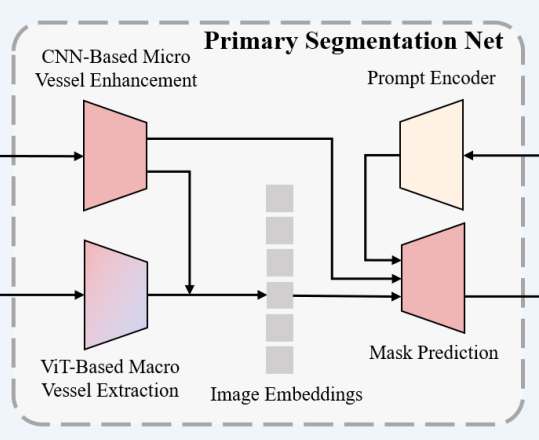 Primary Segmentation Net
CNN-Based Micro
Vessel Enhancement
Prompt Encoder
ViT-Based Macro
Vessel Extraction
Image Embeddings
Mask Prediction